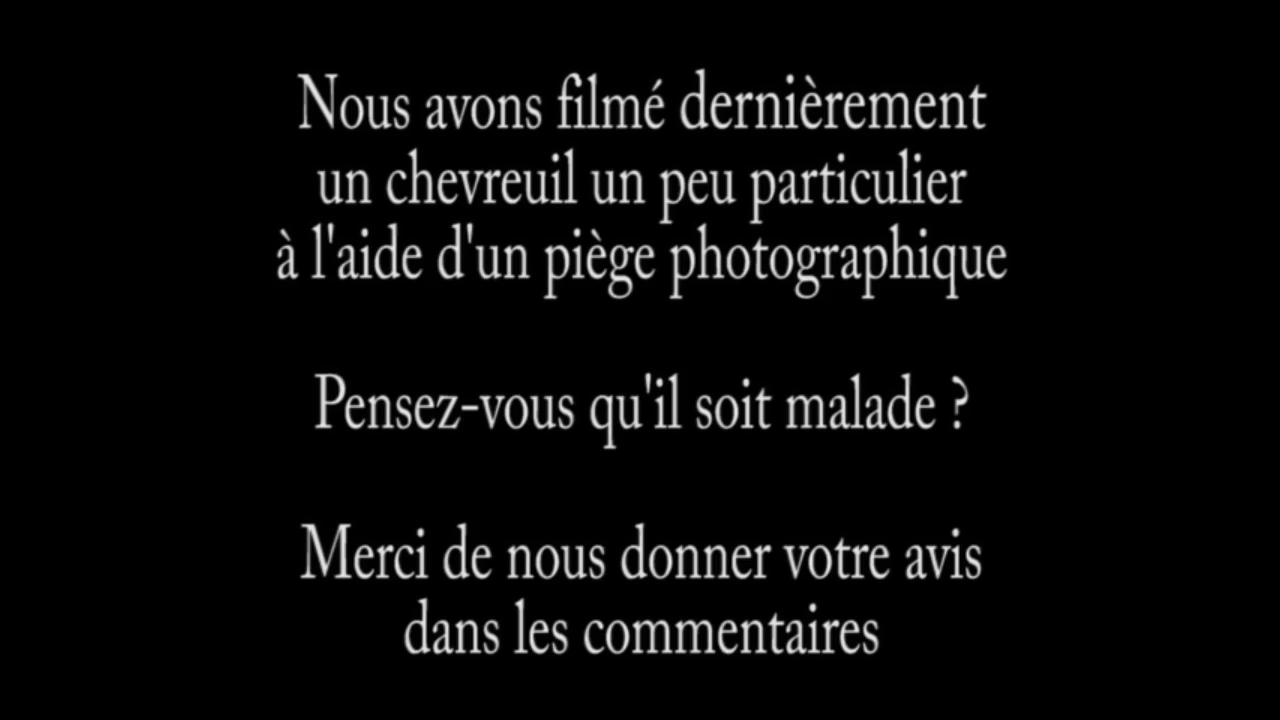 Nous avons filmé dernièrement
un chevreuil un peu particulier
à l'aide d'un piège photographique
Pensez-vous qu'il soit malade ?
Merci de nous donner votre avis
dans les commentaires